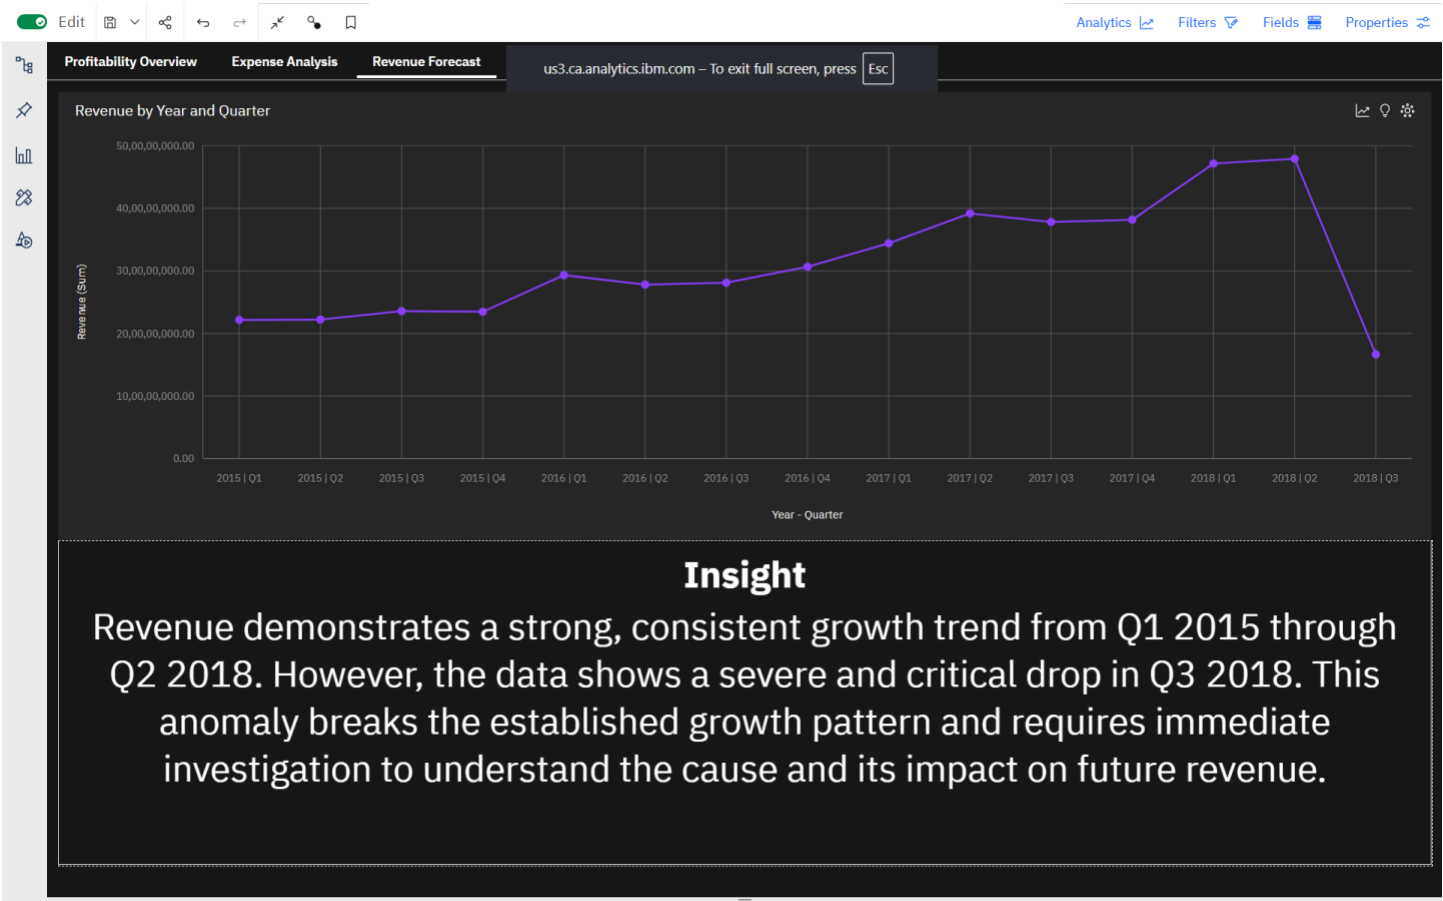 Edit
Analytics Filters Fields Properties
Profitability Overview Expense Analysis Revenue Forecast
us3.ca.analytics.ibm.com – To exit full screen, press Esc
Revenue by Year and Quarter
50,00,00,000.00
40,00,00,000.00
30,00,00,000.00
20,00,00,000.00
10,00,00,000.00
0.00
Revenue (Sum)
2015 | Q1 2015 | Q2 2015 | Q3 2015 | Q4 2016 | Q1 2016 | Q2 2016 | Q3 2016 | Q4 2017 | Q1 2017 | Q2 2017 | Q3 2017 | Q4 2018 | Q1 2018 | Q2 2018 | Q3
Year - Quarter
Insight
Revenue demonstrates a strong, consistent growth trend from Q1 2015 through
Q2 2018. However, the data shows a severe and critical drop in Q3 2018. This
anomaly breaks the established growth pattern and requires immediate
investigation to understand the cause and its impact on future revenue.